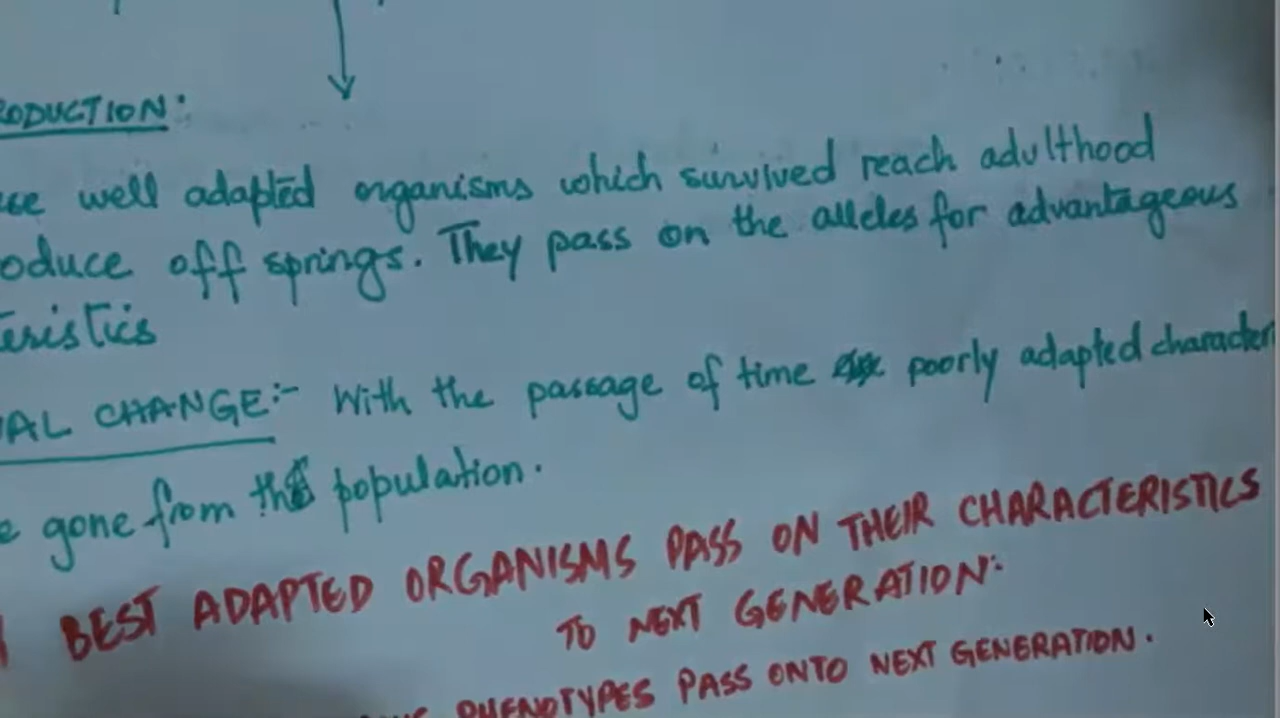 RODUCTION:
well adapted organisms which survived reach adulthood
oduce off springs. They pass on the alleles for advantageous
eristics
AL CHANGE:- With the passage of time poorly adapted character
gone from the population.
BEST ADAPTED ORGANISMS PASS ON THEIR CHARACTERISTICS
TO NEXT GENERATION:
PHENOTYPES PASS ONTO NEXT GENERATION.